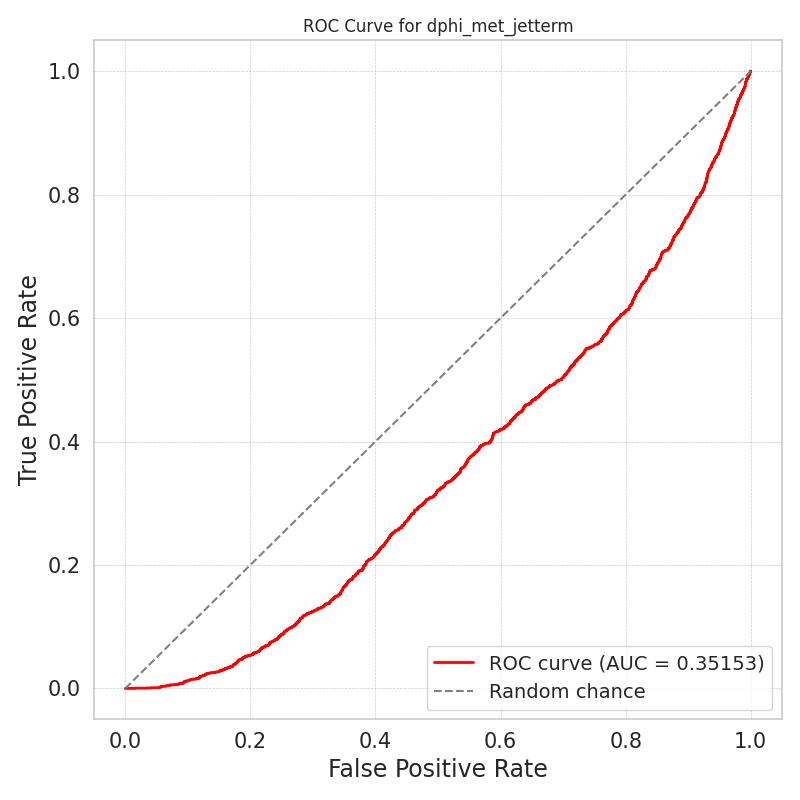 ROC Curve for dphi_met_jetterm
1.0
0.8
0.6
0.4
0.2
0.0
True Positive Rate
ROC curve (AUC = 0.35153)
Random chance
0.0 0.2 0.4 0.6 0.8 1.0
False Positive Rate